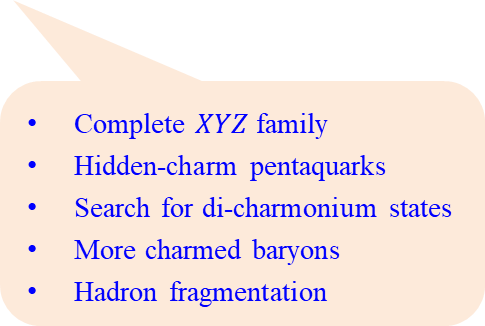 • Complete XYZ family
• Hidden-charm pentaquarks
• Search for di-charmonium states
• More charmed baryons
• Hadron fragmentation